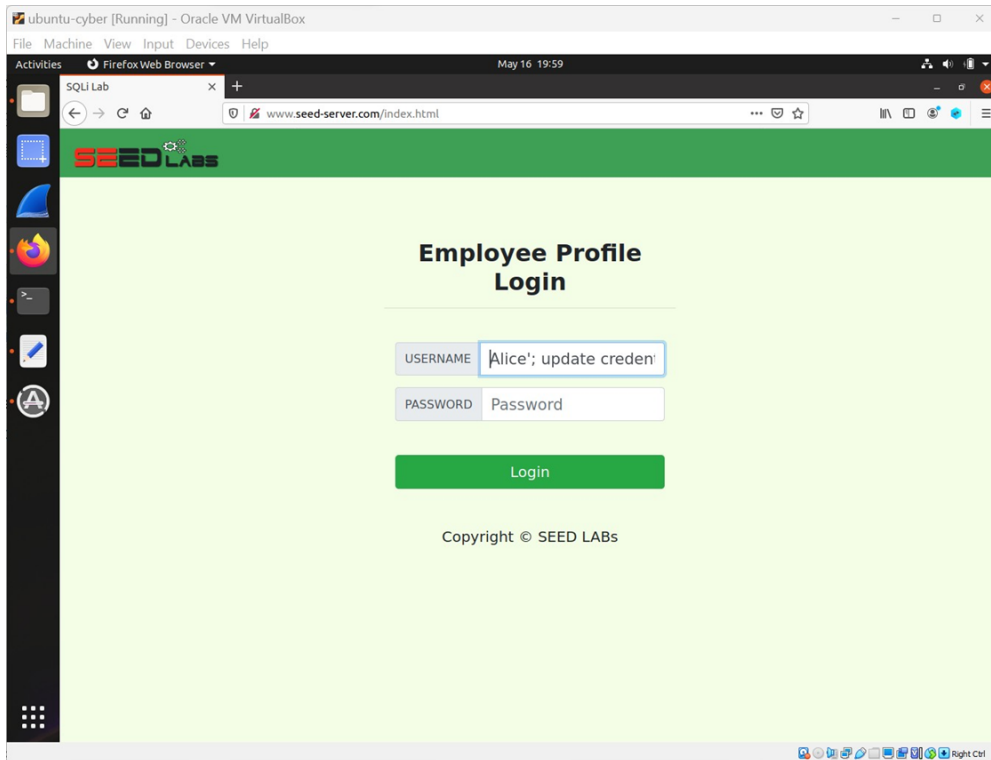 ubuntu-cyber [Running] - Oracle VM VirtualBox
File Machine View Input Devices Help
Activities Firefox Web Browser May 16 19:59
SQLi Lab
www.seed-server.com/index.html
SEEDLABS
Employee Profile
Login
USERNAME Alice'; update creden
PASSWORD Password
Login
Copyright © SEED LABs
Right Ctrl